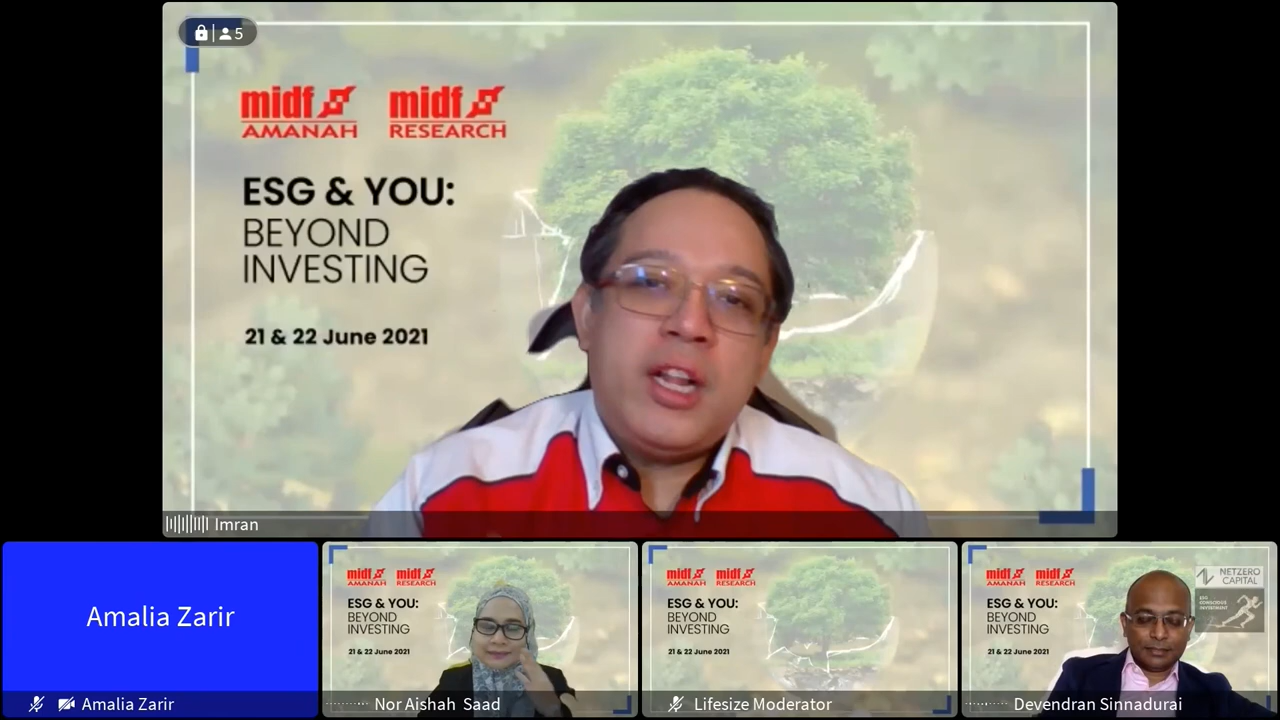 5
midf midf
AMANAH RESEARCH
ESG & YOU:
BEYOND
INVESTING
21 & 22 June 2021
Imran
Amalia Zarir
Amalia Zarir
midf midf
AMANAH RESEARCH
ESG & YOU:
BEYOND
INVESTING
21 & 22 June 2021
Nor Aishah Saad
midf midf
AMANAH RESEARCH
ESG & YOU:
BEYOND
INVESTING
21 & 22 June 2021
Lifesize Moderator
midf midf
AMANAH RESEARCH
ESG & YOU:
BEYOND
INVESTING
21 & 22 June 2021
NETZERO
CAPITAL
ESG
CONSCIOUS
INVESTMENT
Devendran Sinnadurai